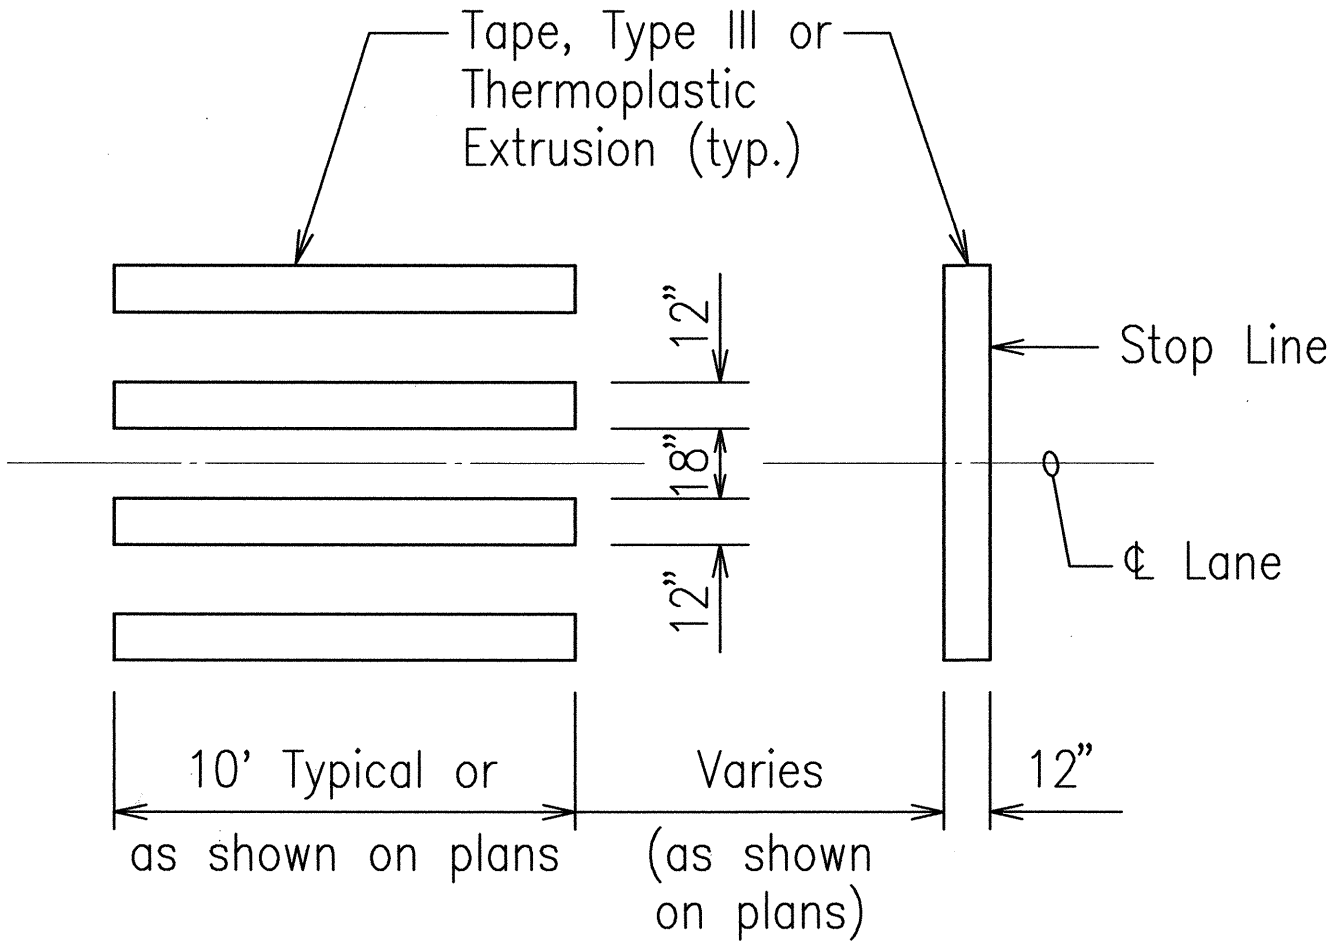 Tape, Type III or
Thermoplastic
Extrusion (typ.)
12”
Stop Line
18”
℄ Lane
12”
10' Typical or
as shown on plans
Varies
(as shown
on plans)
12”